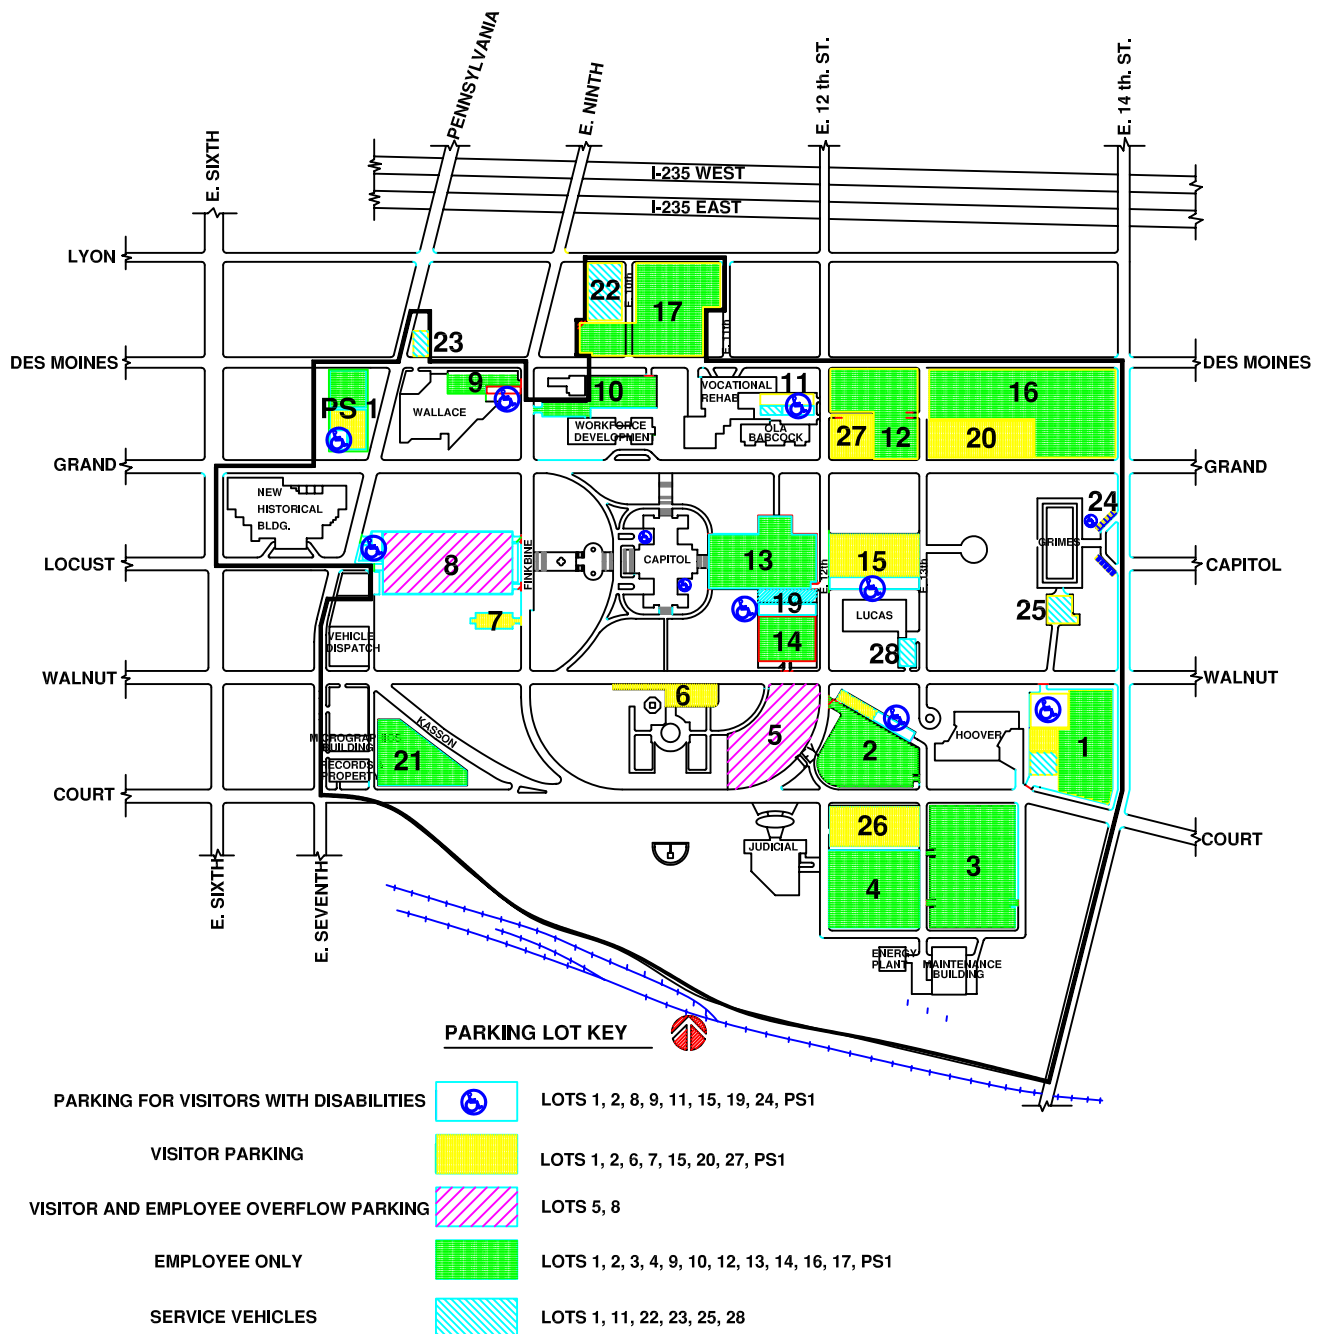 PENNSYLVANIA
E. NINTH
E. 12 th. ST.
E. 14 th. ST.
E. SIXTH
I-235 WEST
I-235 EAST
LYON
22
E. 10th
17
E. 11th
23
DES MOINES
DES MOINES
PS 1
9
WALLACE
10
WORKFORCE
DEVELOPMENT
VOCATIONAL
REHAB
11
OLA
BABCOCK
27
12
16
20
GRAND
GRAND
NEW
HISTORICAL
BLDG.
24
GRIMES
LOCUST
8
FINKBINE
CAPITOL
13
15
13th
CAPITOL
7
19
LUCAS
25
VEHICLE
DISPATCH
14
28
WALNUT
WALNUT
6
KASSON
5
2
HOOVER
1
MICROGRAPHICS
BUILDING
21
RECORDS
PROPERTY
COURT
COURT
26
JUDICIAL
3
4
E. SIXTH
E. SEVENTH
ENERGY
PLANT
MAINTENANCE
BUILDING
PARKING LOT KEY
PARKING FOR VISITORS WITH DISABILITIES LOTS 1, 2, 8, 9, 11, 15, 19, 24, PS1
VISITOR PARKING LOTS 1, 2, 6, 7, 15, 20, 27, PS1
VISITOR AND EMPLOYEE OVERFLOW PARKING LOTS 5, 8
EMPLOYEE ONLY LOTS 1, 2, 3, 4, 9, 10, 12, 13, 14, 16, 17, PS1
SERVICE VEHICLES LOTS 1, 11, 22, 23, 25, 28